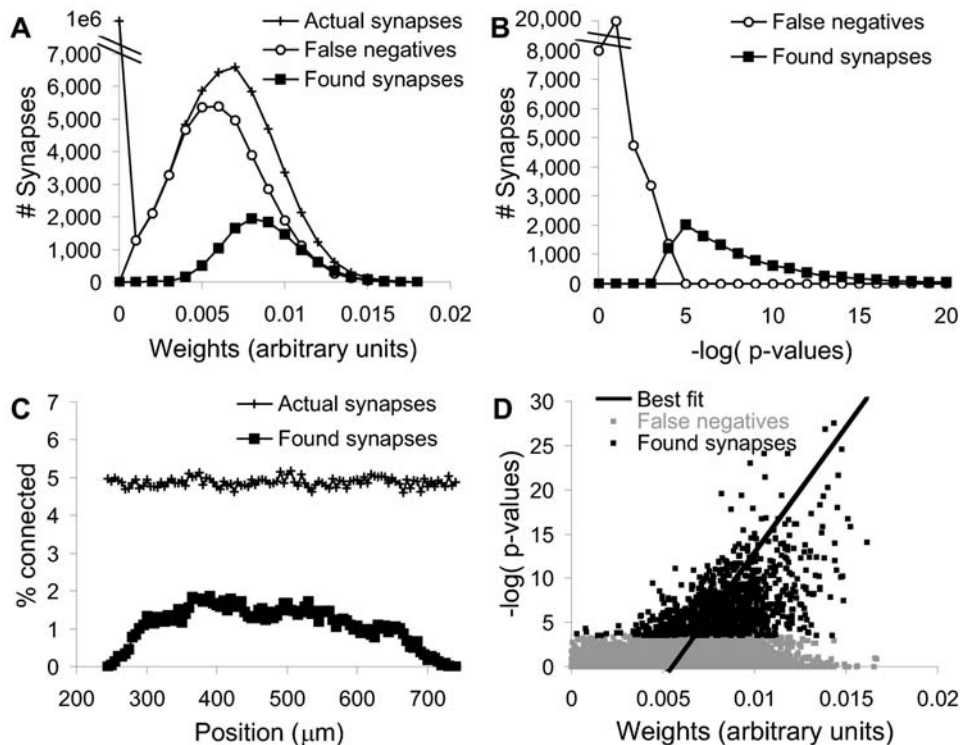 A
1e6
7,000
6,000
5,000
4,000
3,000
2,000
1,000
0
# Synapses
Actual synapses
False negatives
Found synapses
0 0.005 0.01 0.015 0.02
Weights (arbitrary units)
B
20,000
8,000
7,000
6,000
5,000
4,000
3,000
2,000
1,000
0
# Synapses
False negatives
Found synapses
0 5 10 15 20
-log( p-values)
C
7
6
5
4
3
2
1
0
% connected
Actual synapses
Found synapses
200 300 400 500 600 700
Position (μm)
D
30
25
20
15
10
5
0
-log( p-values)
Best fit
False negatives
Found synapses
0 0.005 0.01 0.015 0.02
Weights (arbitrary units)